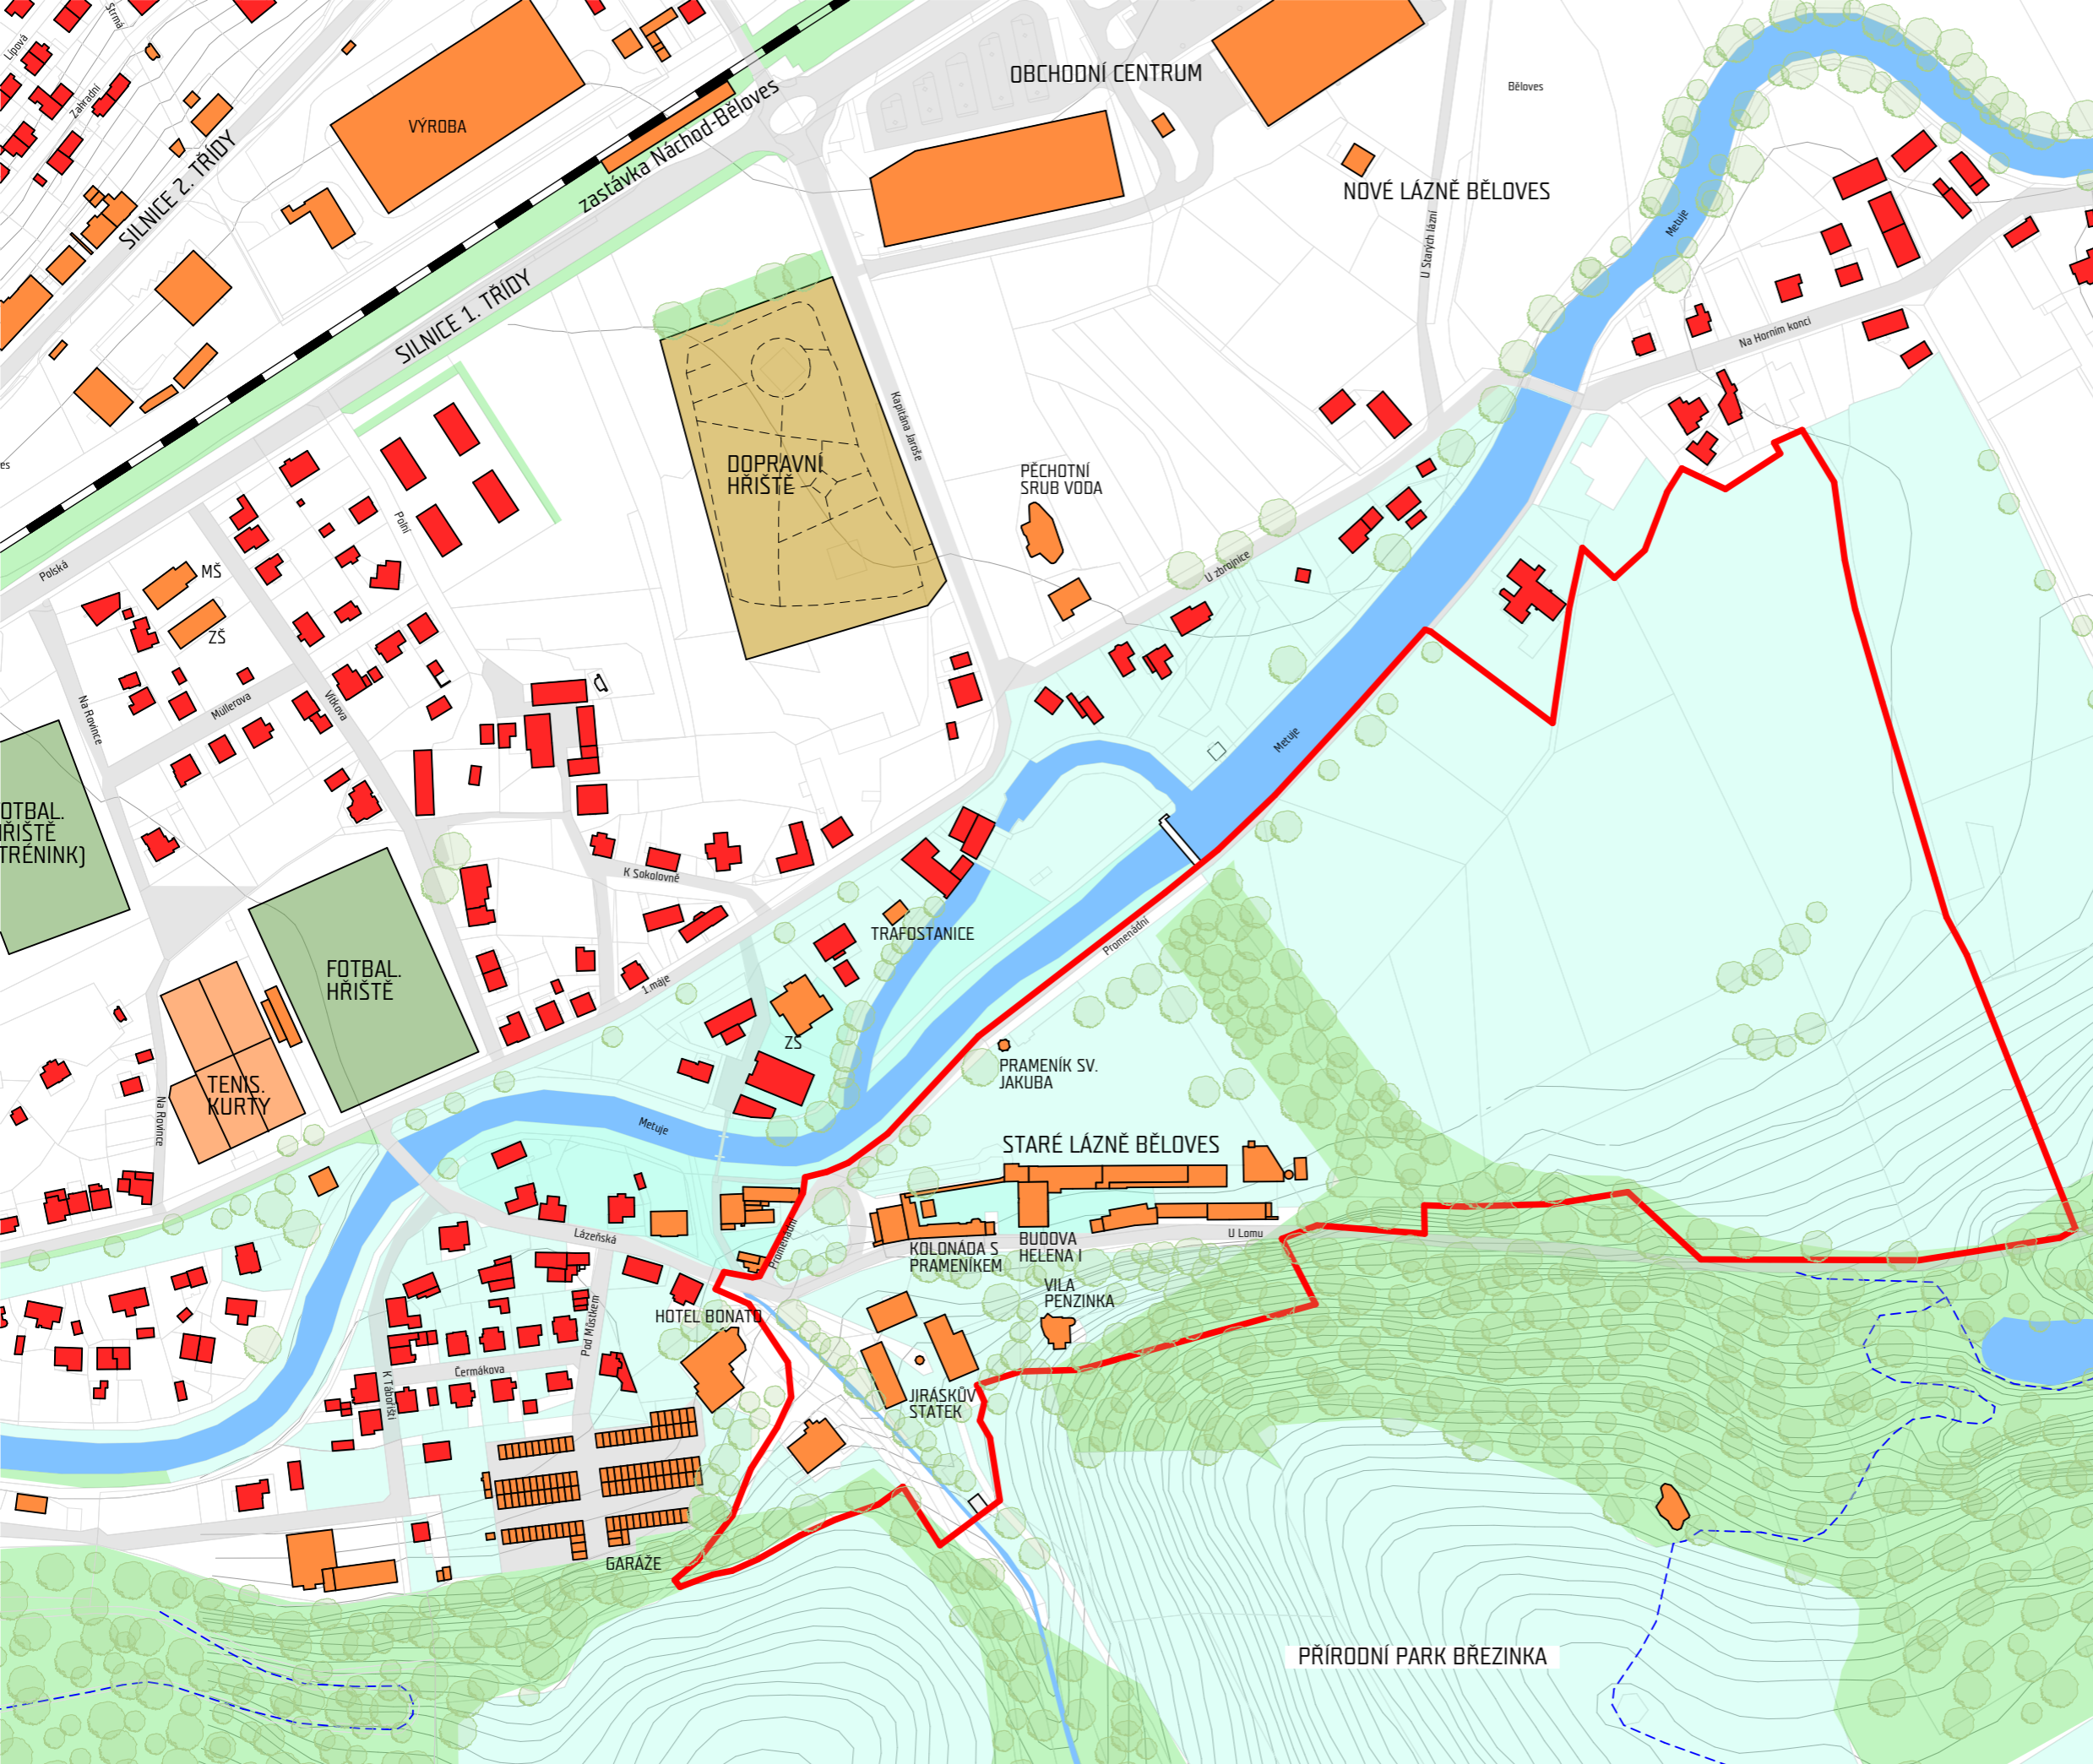 Strmá
Lipová
Zahradní
SILNICE 2. TŘÍDY
VÝROBA
zastávka Náchod-Běloves
OBCHODNÍ CENTRUM
Běloves
NOVÉ LÁZNĚ BĚLOVES
U Starých lázní
Metuje
Na Horním konci
SILNICE 1. TŘÍDY
Kapitána Jaroše
DOPRAVNÍ
HŘIŠTĚ
PĚCHOTNÍ
SRUB VODA
es
Polská
Polní
MŠ
ZŠ
U zbrojnice
Na Rovince
Müllerova
Vítkova
Metuje
OTBAL.
ŘIŠTĚ
TRÉNINK)
K Sokolovně
TRAFOSTANICE
Promenádní
FOTBAL.
HŘIŠTĚ
1.máje
ZŠ
PRAMENÍK SV.
JAKUBA
TENIS.
KURTY
Na Rovince
Metuje
STARÉ LÁZNĚ BĚLOVES
Lázeňská
Promenádní
KOLONÁDA S
PRAMENÍKEM
BUDOVA
HELENA I
U Lomu
VILA
PENZINKA
HOTEL BONATO
Pod Můstkem
Čermákova
K Tábořišti
JIRÁSKŮV
STATEK
GARÁŽE
PŘÍRODNÍ PARK BŘEZINKA